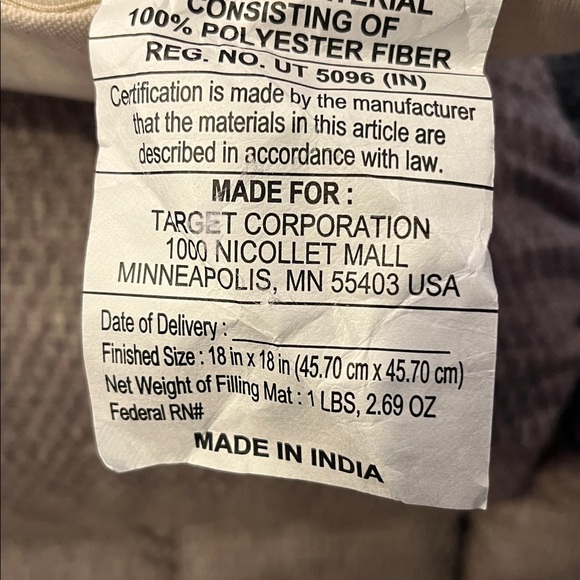 MATERIAL
CONSISTING OF
100% POLYESTER FIBER
REG. NO. UT 5096 (IN)
Certification is made by the manufacturer
that the materials in this article are
described in accordance with law.
MADE FOR :
TARGET CORPORATION
1000 NICOLLET MALL
MINNEAPOLIS, MN 55403 USA
Date of Delivery :
Finished Size : 18 in x 18 in (45.70 cm x 45.70 cm)
Net Weight of Filling Mat : 1 LBS, 2.69 OZ
Federal RN#
MADE IN INDIA